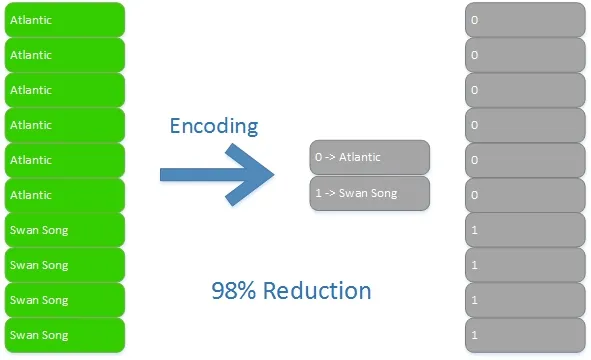 Atlantic
Atlantic
Atlantic
Atlantic
Atlantic
Atlantic
Swan Song
Swan Song
Swan Song
Swan Song
Encoding
0 -> Atlantic
1 -> Swan Song
98% Reduction
0
0
0
0
0
0
1
1
1
1